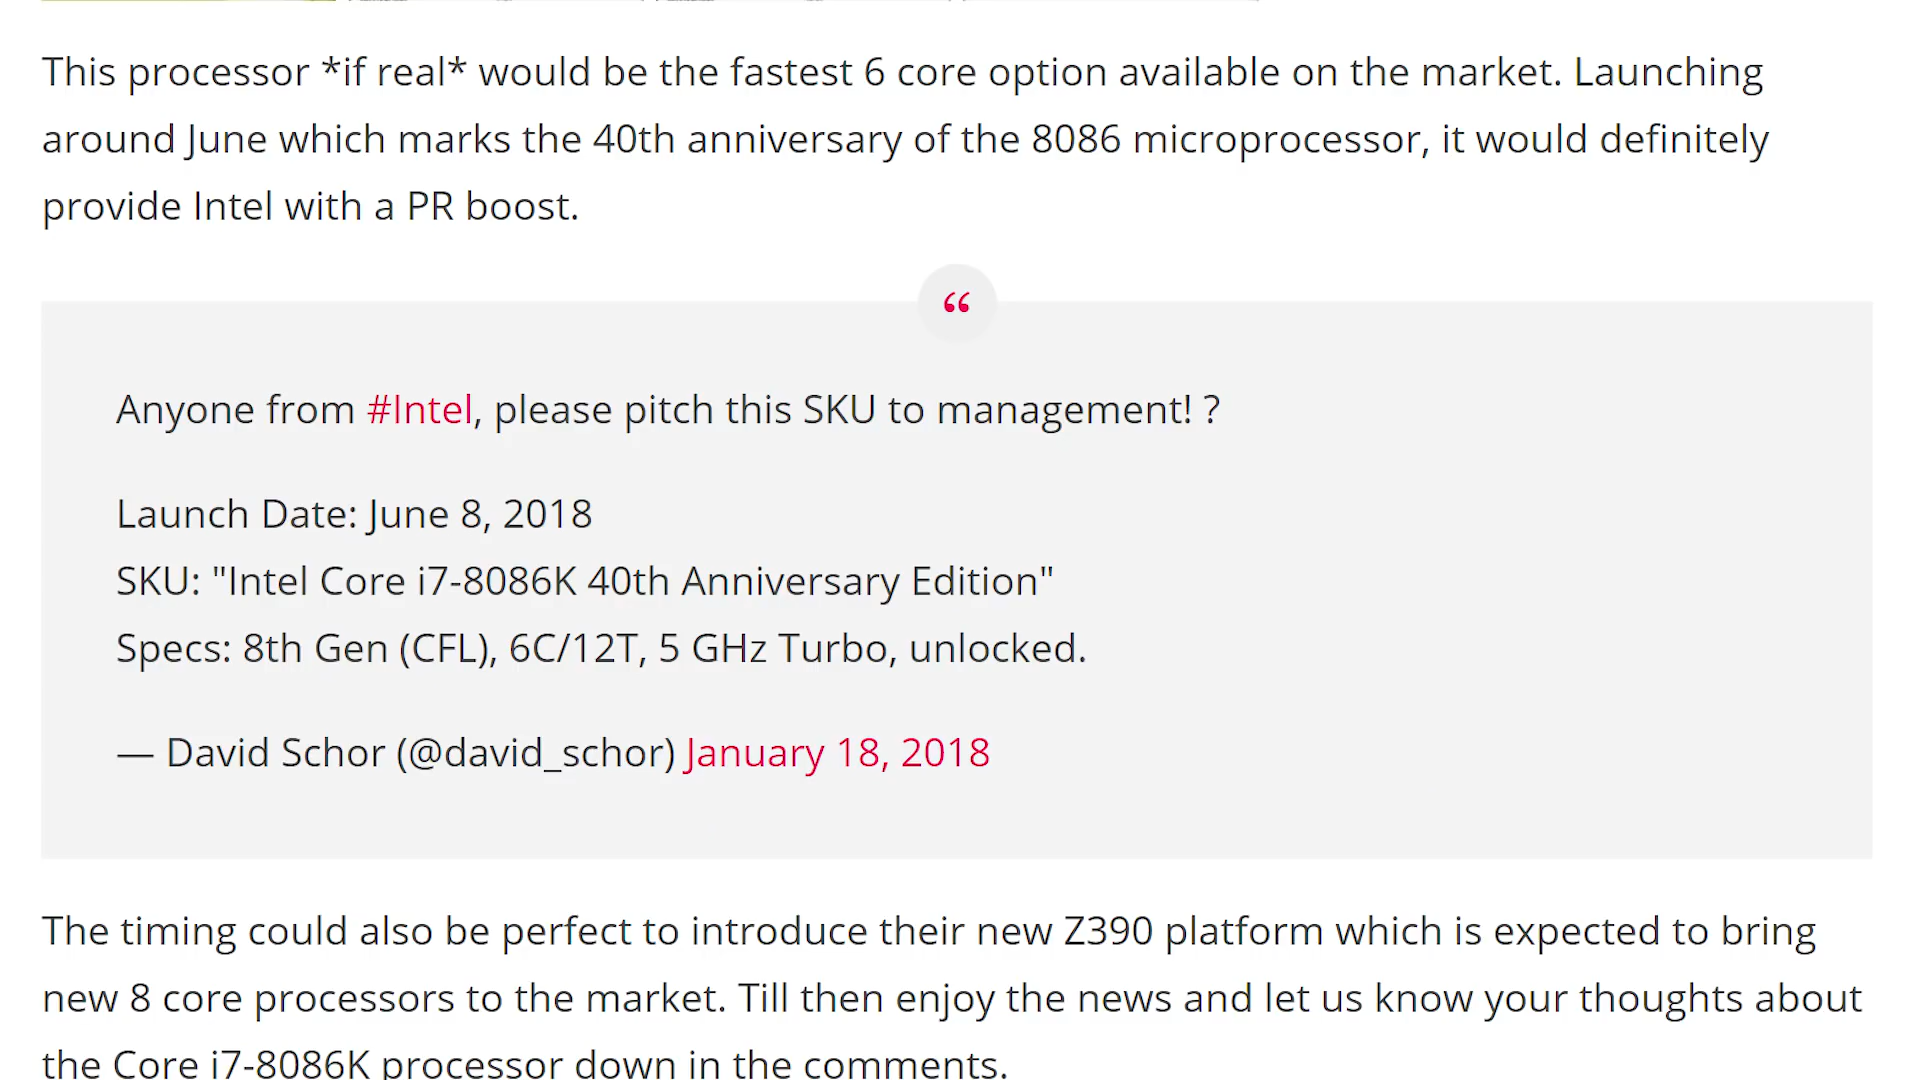 This processor *if real* would be the fastest 6 core option available on the market. Launching
around June which marks the 40th anniversary of the 8086 microprocessor, it would definitely
provide Intel with a PR boost.
“
Anyone from #Intel, please pitch this SKU to management! ?
Launch Date: June 8, 2018
SKU: "Intel Core i7-8086K 40th Anniversary Edition"
Specs: 8th Gen (CFL), 6C/12T, 5 GHz Turbo, unlocked.
— David Schor (@david_schor) January 18, 2018
The timing could also be perfect to introduce their new Z390 platform which is expected to bring
new 8 core processors to the market. Till then enjoy the news and let us know your thoughts about
the Core i7-8086K processor down in the comments.